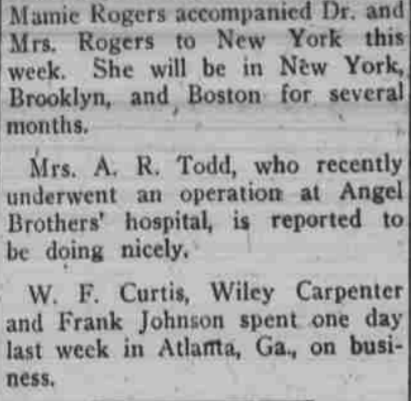 Mamie Rogers accompanied Dr. and
Mrs. Rogers to New York this
week. She will be in New York,
Brooklyn, and Boston for several
months.
Mrs. A. R. Todd, who recently
underwent an operation at Angel
Brothers' hospital, is reported to
be doing nicely.
W. F. Curtis, Wiley Carpenter
and Frank Johnson spent one day
last week in Atlanta, Ga., on busi-
ness.